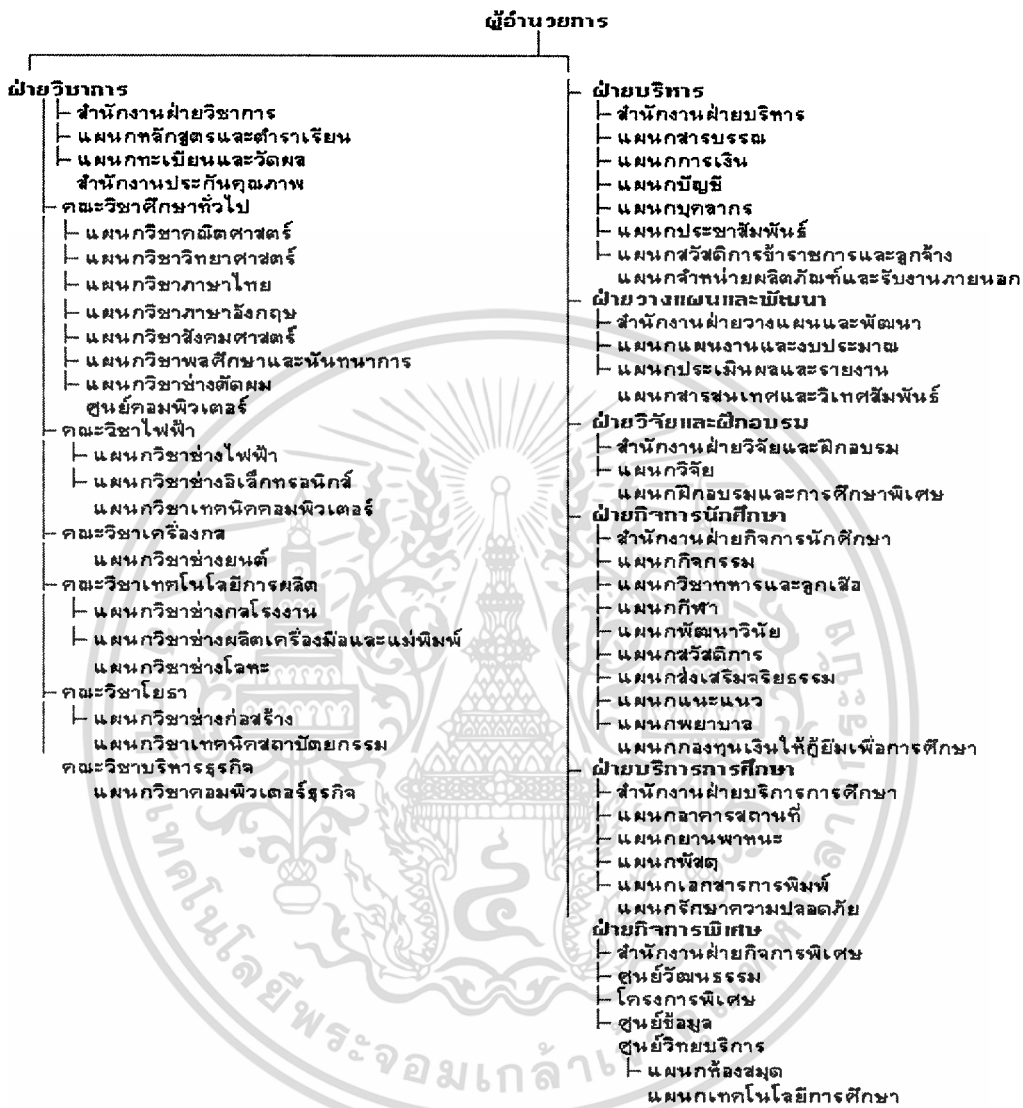 ผู้อำนวยการ
ฝ่ายวิชาการ
สำนักงานฝ่ายวิชาการ
แผนกหลักสูตรและตำราเรียน
แผนกทะเบียนและวัดผล
สำนักงานประกันคุณภาพ
คณะวิชาศึกษาทั่วไป
แผนกวิชาคณิตศาสตร์
แผนกวิชาวิทยาศาสตร์
แผนกวิชาภาษาไทย
แผนกวิชาภาษาอังกฤษ
แผนกวิชาสังคมศาสตร์
แผนกวิชาพลศึกษาและนันทนาการ
แผนกวิชาช่างตัดผม
ศูนย์คอมพิวเตอร์
คณะวิชาไฟฟ้า
แผนกวิชาช่างไฟฟ้า
แผนกวิชาช่างอิเล็กทรอนิกส์
แผนกวิชาเทคนิคคอมพิวเตอร์
คณะวิชาเครื่องกล
แผนกวิชาช่างยนต์
คณะวิชาเทคโนโลยีการผลิต
แผนกวิชาช่างกลโรงงาน
แผนกวิชาช่างผลิตเครื่องมือและแม่พิมพ์
แผนกวิชาช่างโลหะ
คณะวิชาโยธา
แผนกวิชาช่างก่อสร้าง
แผนกวิชาเทคนิคสถาปัตยกรรม
คณะวิชาบริหารธุรกิจ
แผนกวิชาคอมพิวเตอร์ธุรกิจ
ฝ่ายบริหาร
สำนักงานฝ่ายบริหาร
แผนกสารบรรณ
แผนกการเงิน
แผนกบัญชี
แผนกบุคลากร
แผนกประชาสัมพันธ์
แผนกสวัสดิการข้าราชการและลูกจ้าง
แผนกจำหน่ายผลิตภัณฑ์และรับงานภายนอก
ฝ่ายวางแผนและพัฒนา
สำนักงานฝ่ายวางแผนและพัฒนา
แผนกแผนงานและงบประมาณ
แผนกประเมินผลและรายงาน
แผนกสารสนเทศและวิเทศสัมพันธ์
ฝ่ายวิจัยและฝึกอบรม
สำนักงานฝ่ายวิจัยและฝึกอบรม
แผนกวิจัย
แผนกฝึกอบรมและการศึกษาพิเศษ
ฝ่ายกิจการนักศึกษา
สำนักงานฝ่ายกิจการนักศึกษา
แผนกกิจกรรม
แผนกวิชาทหารและลูกเสือ
แผนกกีฬา
แผนกพัฒนาวินัย
แผนกสวัสดิการ
แผนกส่งเสริมจริยธรรม
แผนกแนะแนว
แผนกพยาบาล
แผนกกองทุนเงินให้กู้ยืมเพื่อการศึกษา
ฝ่ายบริการการศึกษา
สำนักงานฝ่ายบริการการศึกษา
แผนกอาคารสถานที่
แผนกยานพาหนะ
แผนกพัสดุ
แผนกเอกสารการพิมพ์
แผนกรักษาความปลอดภัย
ฝ่ายกิจการพิเศษ
สำนักงานฝ่ายกิจการพิเศษ
ศูนย์วัฒนธรรม
โครงการพิเศษ
ศูนย์ข้อมูล
ศูนย์วิทยบริการ
แผนกห้องสมุด
แผนกเทคโนโลยีการศึกษา